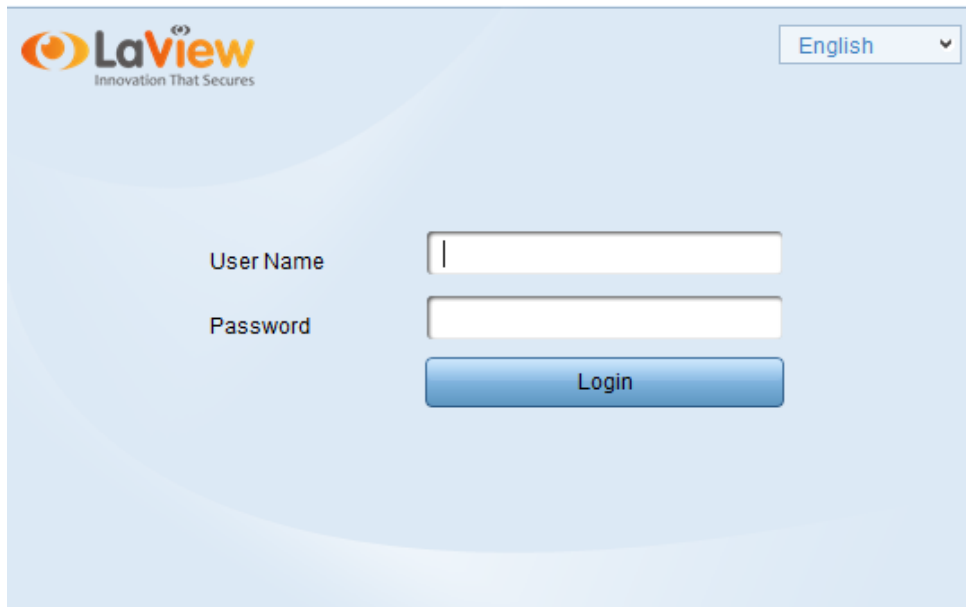 LaView
Innovation That Secures
English
User Name
Password
Login